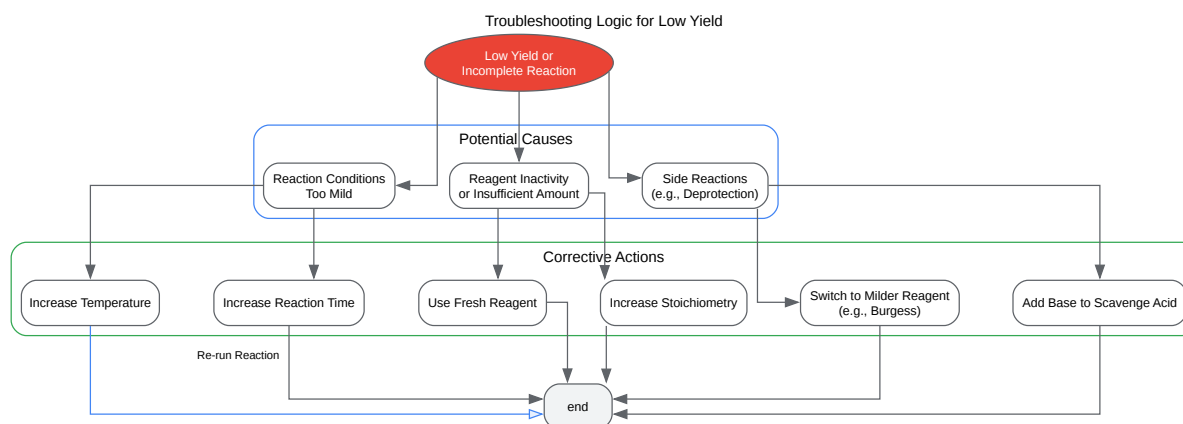 Troubleshooting Logic for Low Yield
Low Yield or
Incomplete Reaction
Potential Causes
Reaction Conditions
Too Mild
Reagent Inactivity
or Insufficient Amount
Side Reactions
(e.g., Deprotection)
Corrective Actions
Increase Temperature
Increase Reaction Time
Use Fresh Reagent
Increase Stoichiometry
Switch to Milder Reagent
(e.g., Burgess)
Add Base to Scavenge Acid
Re-run Reaction
end